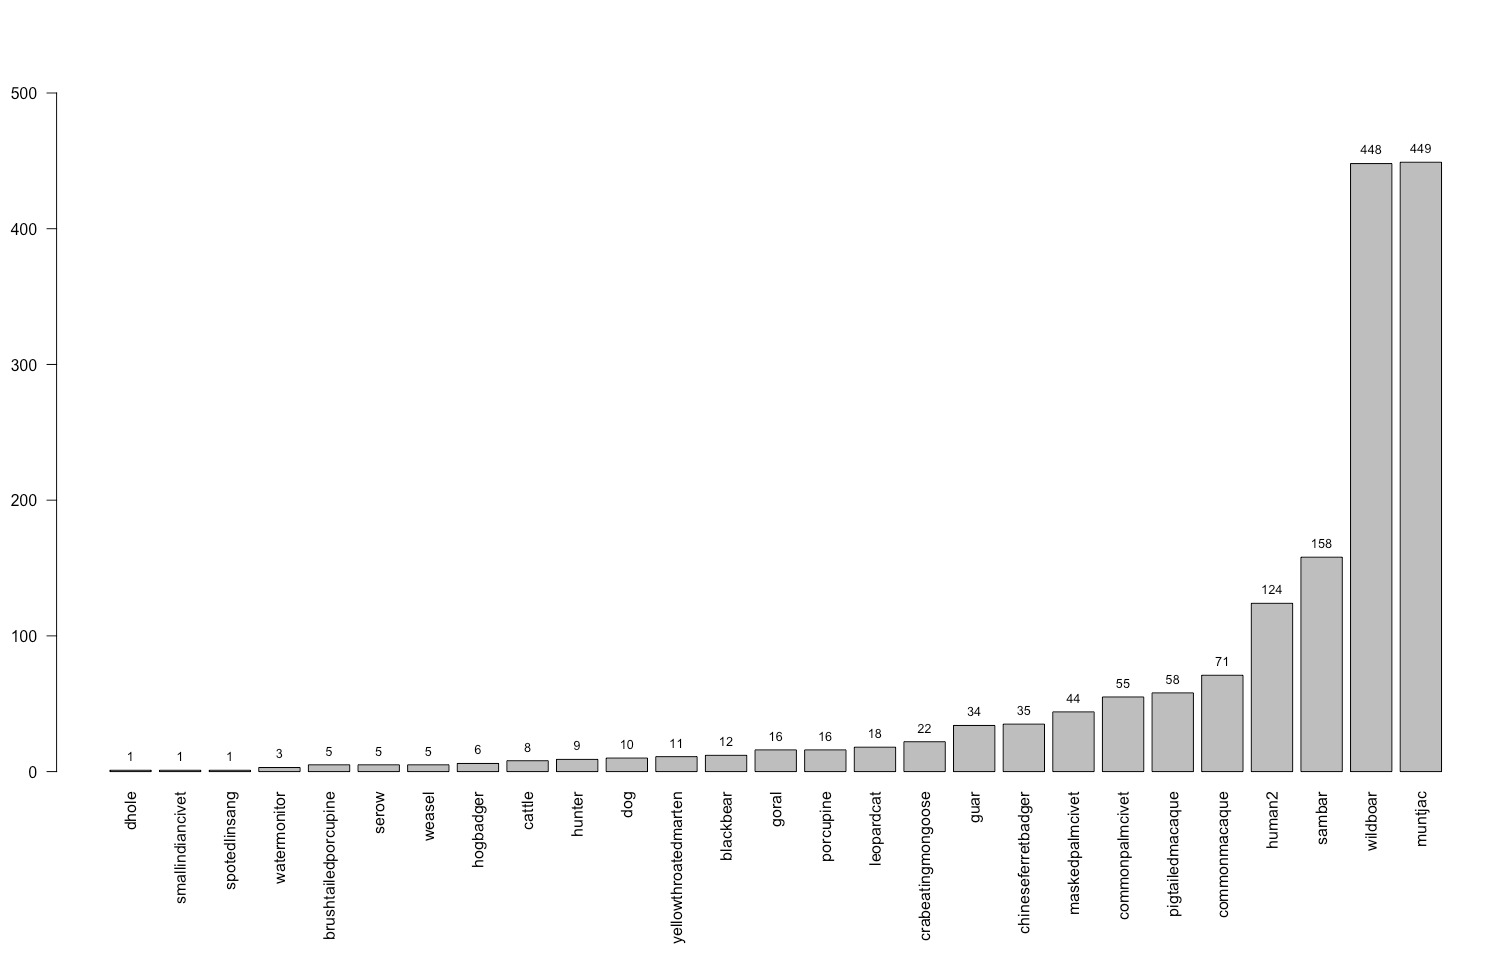 500
400
300
200
100
0
1 1 1 3 5 5 5 6 8 9 10 11 12 16 16 18 22 34 35 44 55 58 71 124 158 448 449
dhole
smallindiancivet
spotedlinsang
watermonitor
brushtailedporcupine
serow
weasel
hogbadger
cattle
hunter
dog
yellowthroatedmarten
blackbear
goral
porcupine
leopardcat
crabeatingmongoose
guar
chineseferretbadger
maskedpalmcivet
commonpalmcivet
pigtailedmacaque
commonmacaque
human2
sambar
wildboar
muntjac